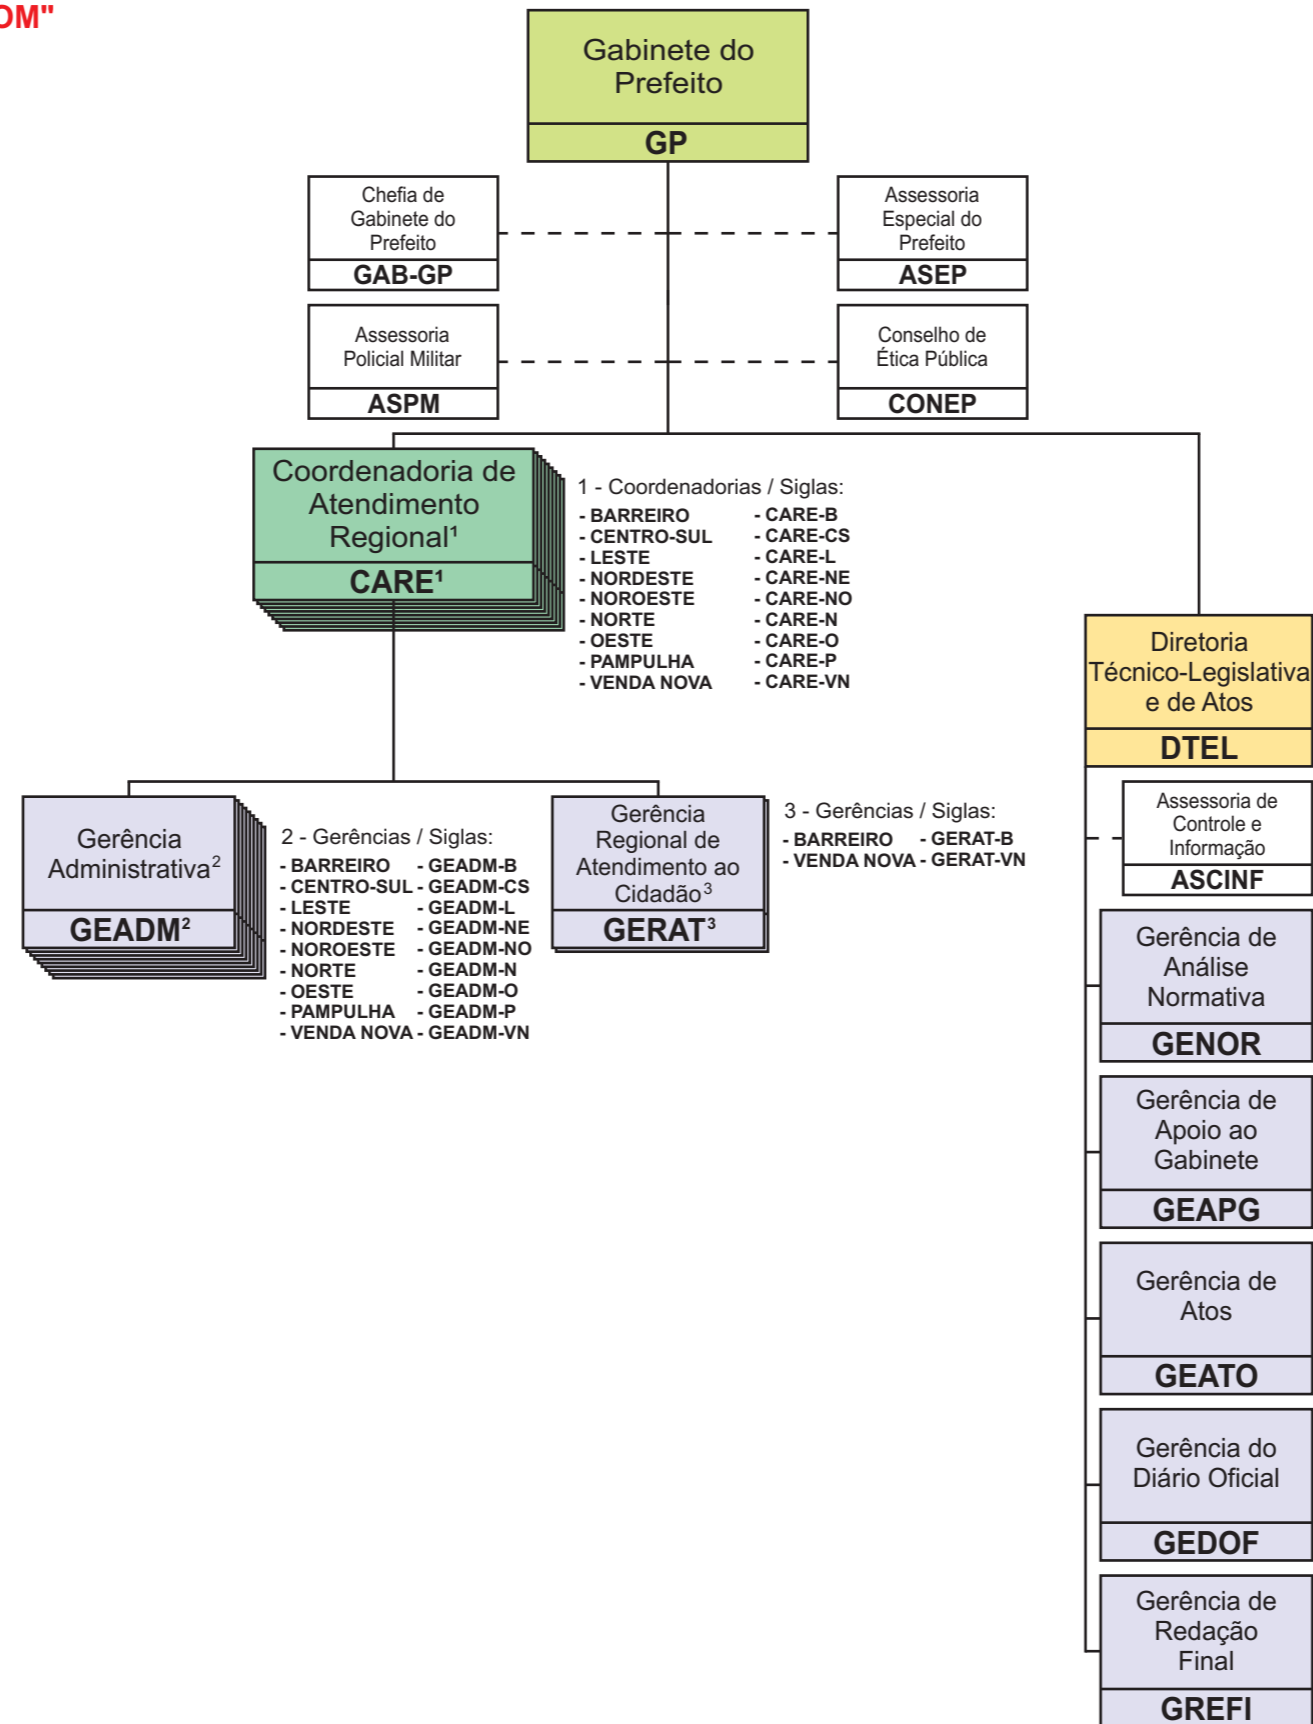 OM"
Gabinete do
Prefeito
GP
Chefia de
Gabinete do
Prefeito
GAB-GP
Assessoria
Especial do
Prefeito
ASEP
Assessoria
Policial Militar
ASPM
Conselho de
Ética Pública
CONEP
Coordenadoria de
Atendimento
Regional¹
CARE¹
1 - Coordenadorias / Siglas:
- BARREIRO - CARE-B
- CENTRO-SUL - CARE-CS
- LESTE - CARE-L
- NORDESTE - CARE-NE
- NOROESTE - CARE-NO
- NORTE - CARE-N
- OESTE - CARE-O
- PAMPULHA - CARE-P
- VENDA NOVA - CARE-VN
Gerência
Administrativa²
GEADM²
2 - Gerências / Siglas:
- BARREIRO - GEADM-B
- CENTRO-SUL - GEADM-CS
- LESTE - GEADM-L
- NORDESTE - GEADM-NE
- NOROESTE - GEADM-NO
- NORTE - GEADM-N
- OESTE - GEADM-O
- PAMPULHA - GEADM-P
- VENDA NOVA - GEADM-VN
Gerência
Regional de
Atendimento ao
Cidadão³
GERAT³
3 - Gerências / Siglas:
- BARREIRO - GERAT-B
- VENDA NOVA - GERAT-VN
Diretoria
Técnico-Legislativa
e de Atos
DTEL
Assessoria de
Controle e
Informação
ASCINF
Gerência de
Análise
Normativa
GENOR
Gerência de
Apoio ao
Gabinete
GEAPG
Gerência de
Atos
GEATO
Gerência do
Diário Oficial
GEDOF
Gerência de
Redação
Final
GREFI